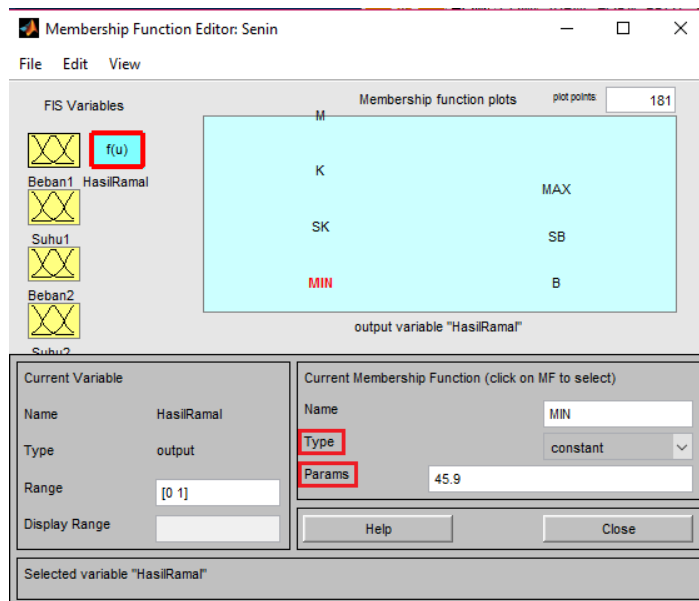 Membership Function Editor: Senin
File Edit View
FIS Variables
Membership function plots
plot points:
181
f(u)
Beban1 HasilRamal
Suhu1
Beban2
Suhu2
M
K
SK
MIN
MAX
SB
B
output variable "HasilRamal"
Current Variable
Name HasilRamal
Type output
Range [0 1]
Display Range
Current Membership Function (click on MF to select)
Name MIN
Type constant
Params 45.9
Help Close
Selected variable "HasilRamal"